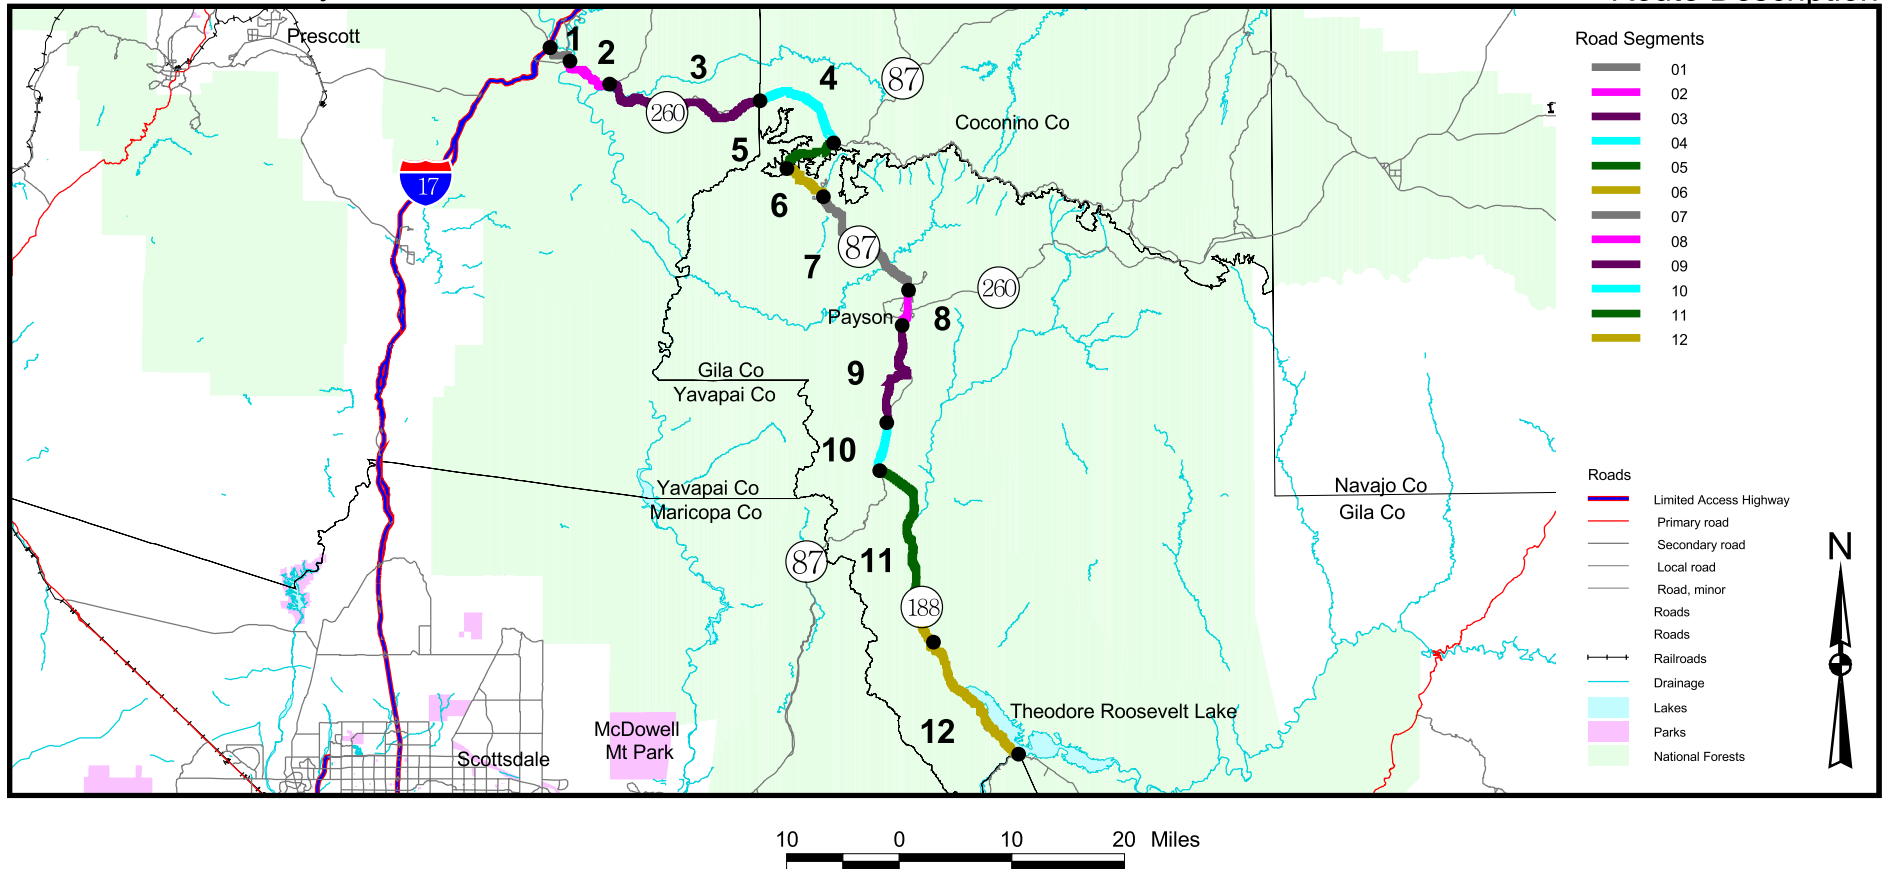 Prescott
1
2
3
4
87
260
Coconino Co
5
6
87
7
17
260
Payson
8
9
Gila Co
Yavapai Co
10
Yavapai Co
Maricopa Co
Navajo Co
Gila Co
87
11
188
Theodore Roosevelt Lake
12
McDowell
Mt Park
Scottsdale
Road Segments
01
02
03
04
05
06
07
08
09
10
11
12
Roads
Limited Access Highway
Primary road
Secondary road
Local road
Road, minor
Roads
Roads
Railroads
Drainage
Lakes
Parks
National Forests
N
10 0 10 20 Miles